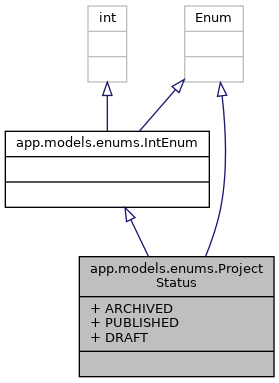 int
Enum
app.models.enums.IntEnum
app.models.enums.Project
Status
+ ARCHIVED
+ PUBLISHED
+ DRAFT